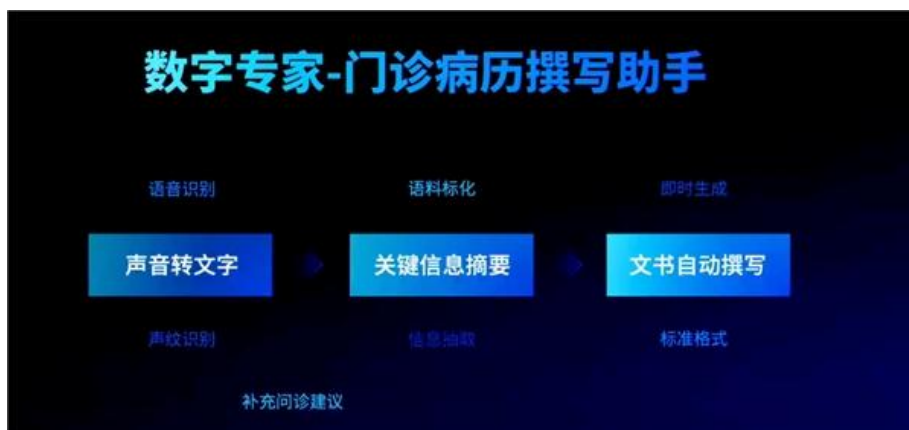 数字专家-门诊病历撰写助手
语音识别 语料标化 即时生成
声音转文字 关键信息摘要 文书自动撰写
声纹识别 信息抽取 标准格式
补充问诊建议